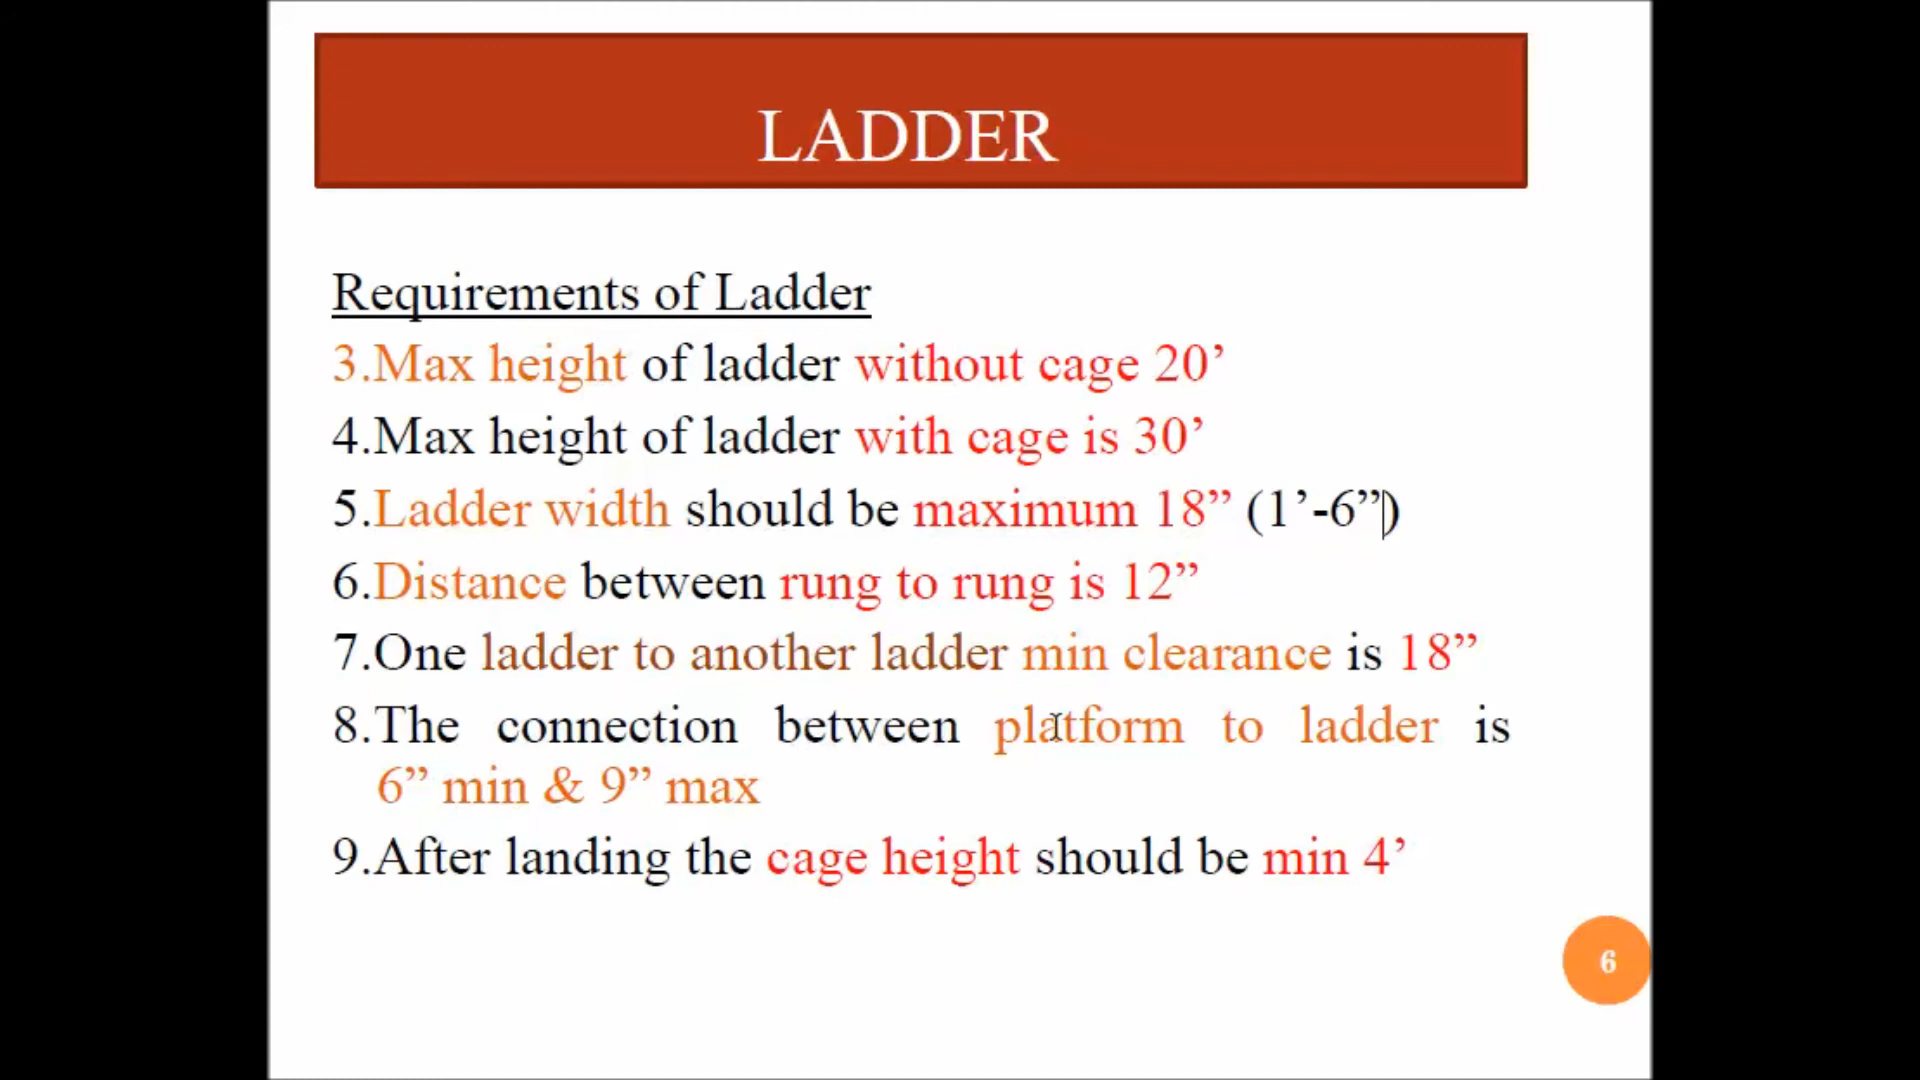 LADDER
Requirements of Ladder
3.Max height of ladder without cage 20’
4.Max height of ladder with cage is 30’
5.Ladder width should be maximum 18” (1’-6”)
6.Distance between rung to rung is 12”
7.One ladder to another ladder min clearance is 18”
8.The connection between platform to ladder is
6” min & 9” max
9.After landing the cage height should be min 4’
6